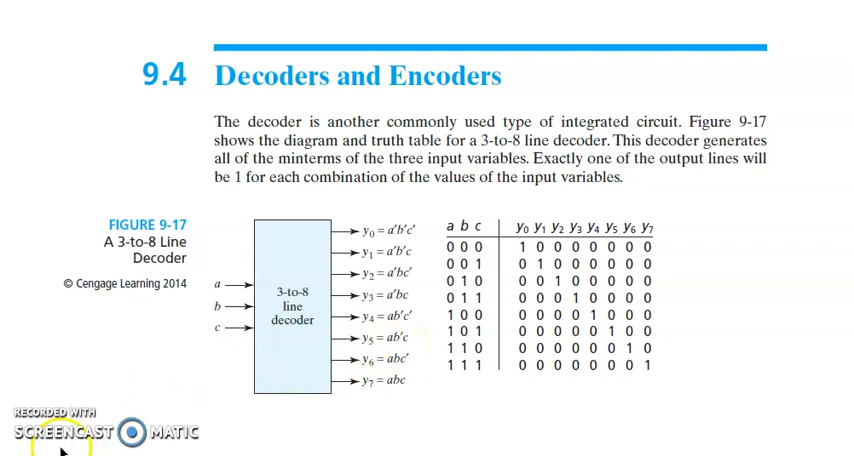 9.4 Decoders and Encoders
The decoder is another commonly used type of integrated circuit. Figure 9-17
shows the diagram and truth table for a 3-to-8 line decoder. This decoder generates
all of the minterms of the three input variables. Exactly one of the output lines will
be 1 for each combination of the values of the input variables.
FIGURE 9-17
A 3-to-8 Line
Decoder
© Cengage Learning 2014
a
b
c
3-to-8
line
decoder
y₀ = a′b′c′
y₁ = a′b′c
y₂ = a′bc′
y₃ = a′bc
y₄ = ab′c′
y₅ = ab′c
y₆ = abc′
y₇ = abc
a b c y₀ y₁ y₂ y₃ y₄ y₅ y₆ y₇
0 0 0 1 0 0 0 0 0 0 0
0 0 1 0 1 0 0 0 0 0 0
0 1 0 0 0 1 0 0 0 0 0
0 1 1 0 0 0 1 0 0 0 0
1 0 0 0 0 0 0 1 0 0 0
1 0 1 0 0 0 0 0 1 0 0
1 1 0 0 0 0 0 0 0 1 0
1 1 1 0 0 0 0 0 0 0 1
RECORDED WITH
SCREENCAST MATIC